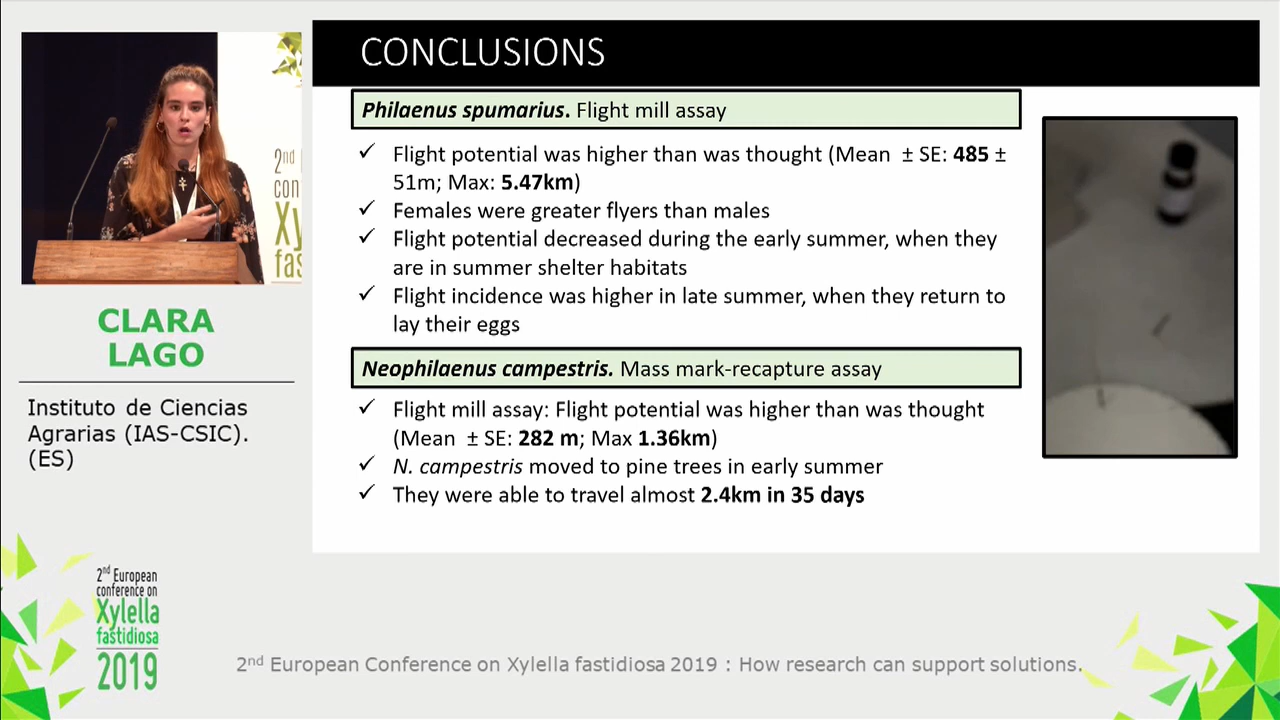 CONCLUSIONS
Philaenus spumarius. Flight mill assay
✓ Flight potential was higher than was thought (Mean ± SE: 485 ±
51m; Max: 5.47km)
✓ Females were greater flyers than males
✓ Flight potential decreased during the early summer, when they
are in summer shelter habitats
✓ Flight incidence was higher in late summer, when they return to
lay their eggs
Neophilaenus campestris. Mass mark-recapture assay
✓ Flight mill assay: Flight potential was higher than was thought
(Mean ± SE: 282 m; Max 1.36km)
✓ N. campestris moved to pine trees in early summer
✓ They were able to travel almost 2.4km in 35 days
2nd
con
Xy
fas
CLARA
LAGO
Instituto de Ciencias
Agrarias (IAS-CSIC).
(ES)
2nd European
conference on
Xylella
fastidiosa
2019
2nd European Conference on Xylella fastidiosa 2019 : How research can support solutions.